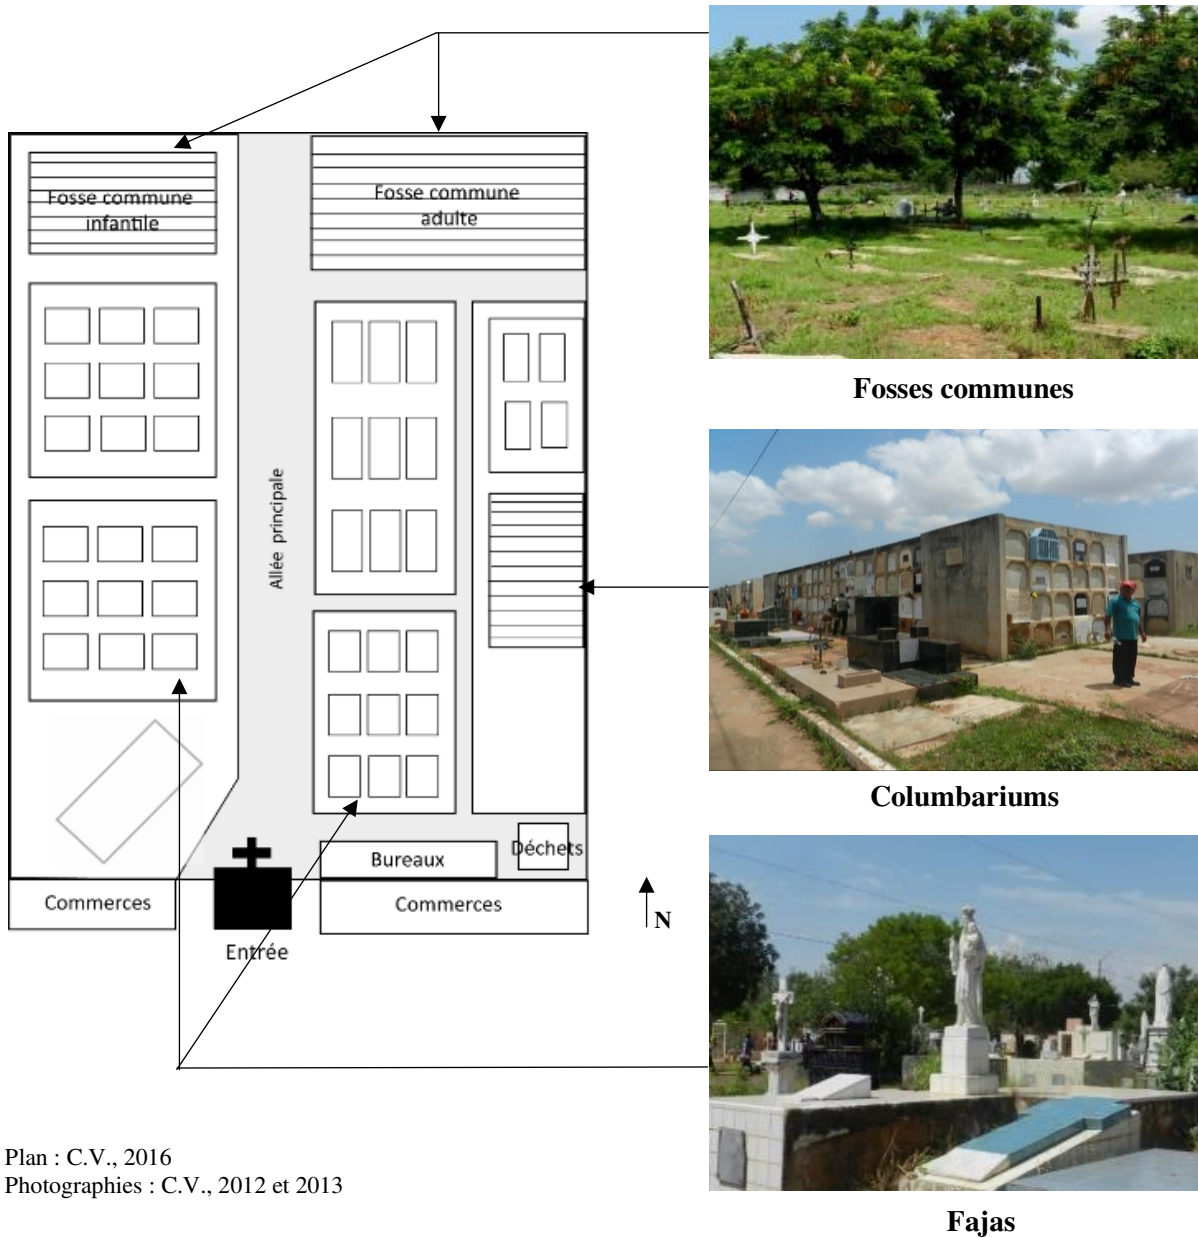 Fosse commune
infantile
Fosse commune
adulte
Allée principale
Bureaux
Déchets
Commerces
Entrée
Commerces
N
Fosses communes
Columbariums
Fajas
Plan : C.V., 2016
Photographies : C.V., 2012 et 2013